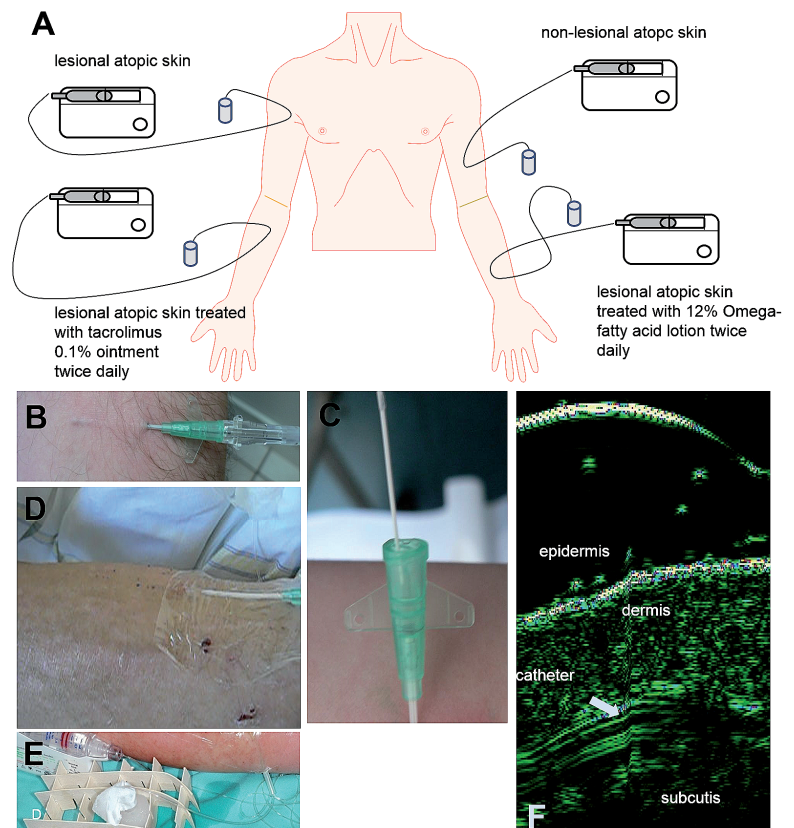 A
lesional atopic skin
non-lesional atopc skin
lesional atopic skin treated
with tacrolimus
0.1% ointment
twice daily
lesional atopic skin
treated with 12% Omega-
fatty acid lotion twice
daily
B
C
D
E
D
epidermis
dermis
catheter
subcutis
F